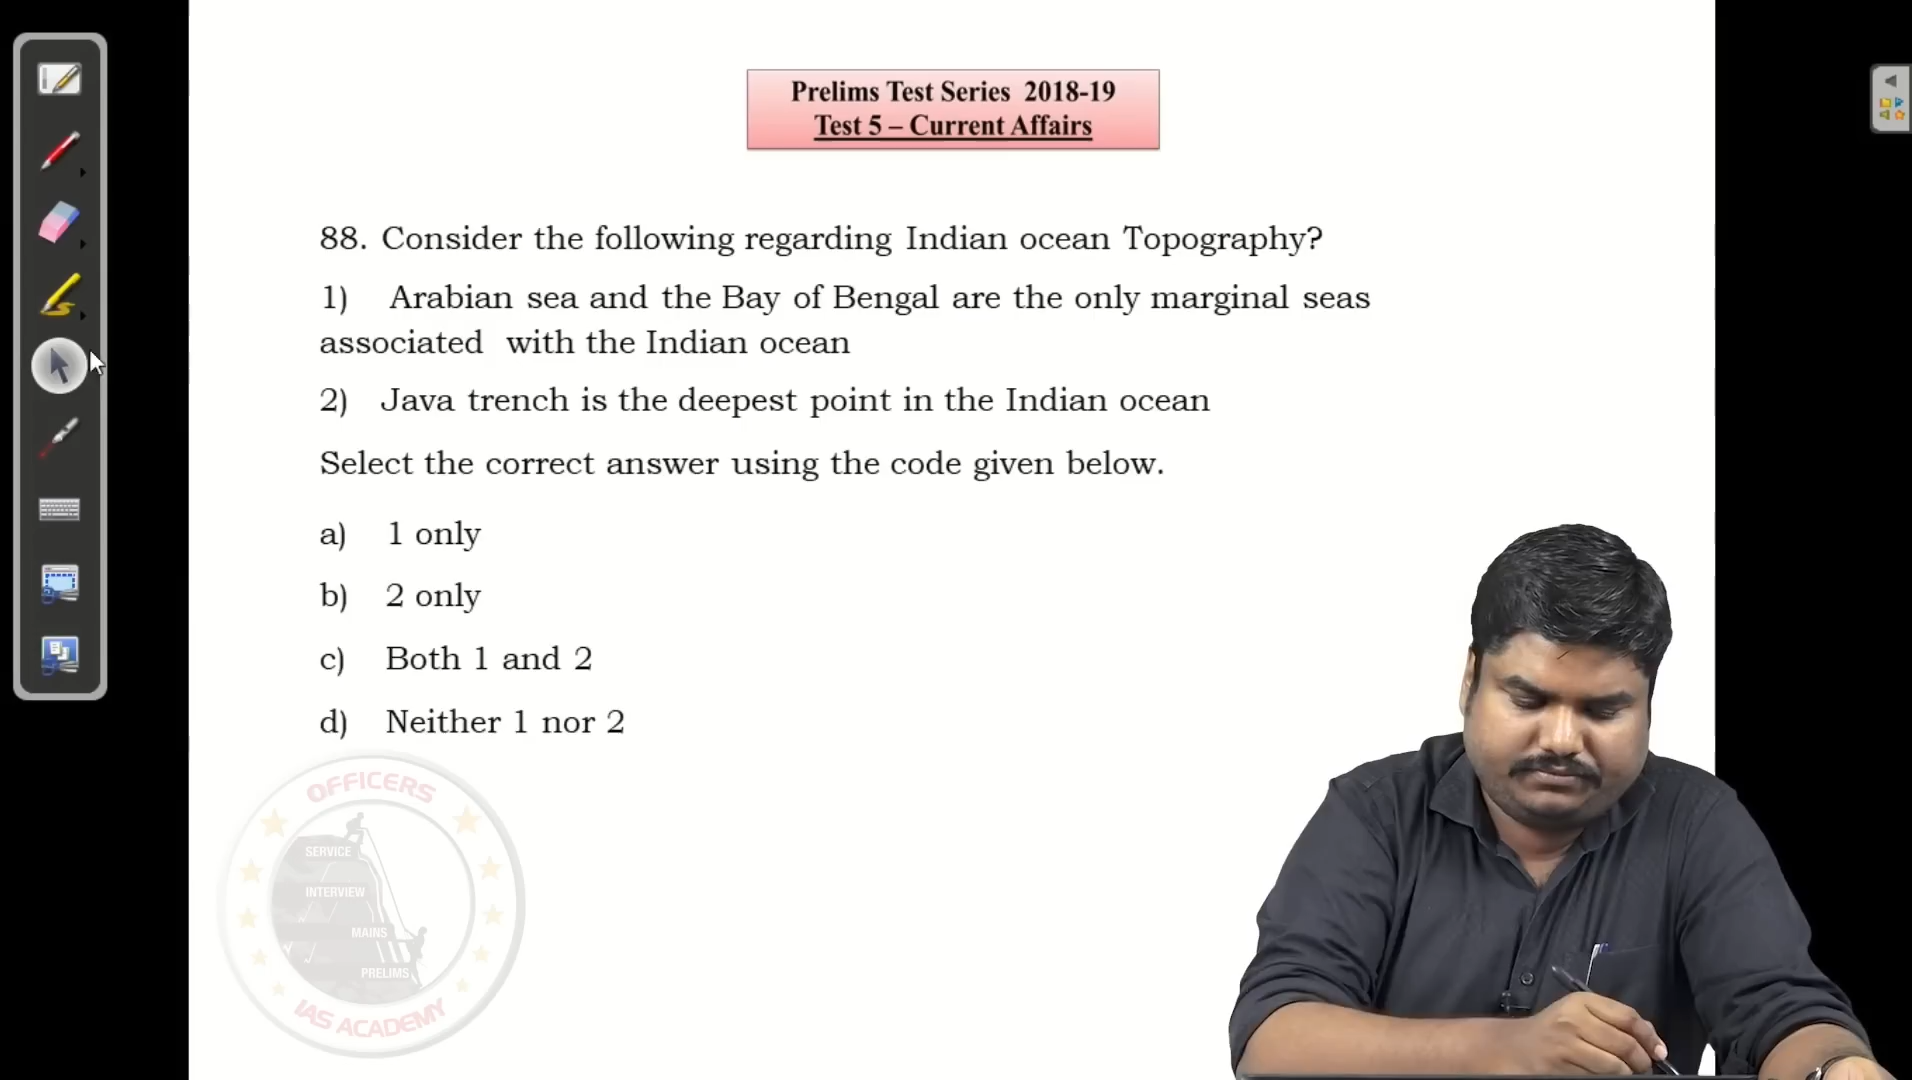 Prelims Test Series 2018-19
Test 5 – Current Affairs
88. Consider the following regarding Indian ocean Topography?
1) Arabian sea and the Bay of Bengal are the only marginal seas
associated with the Indian ocean
2) Java trench is the deepest point in the Indian ocean
Select the correct answer using the code given below.
a) 1 only
b) 2 only
c) Both 1 and 2
d) Neither 1 nor 2
OFFICERS
SERVICE
INTERVIEW
MAINS
PRELIMS
IAS ACADEMY